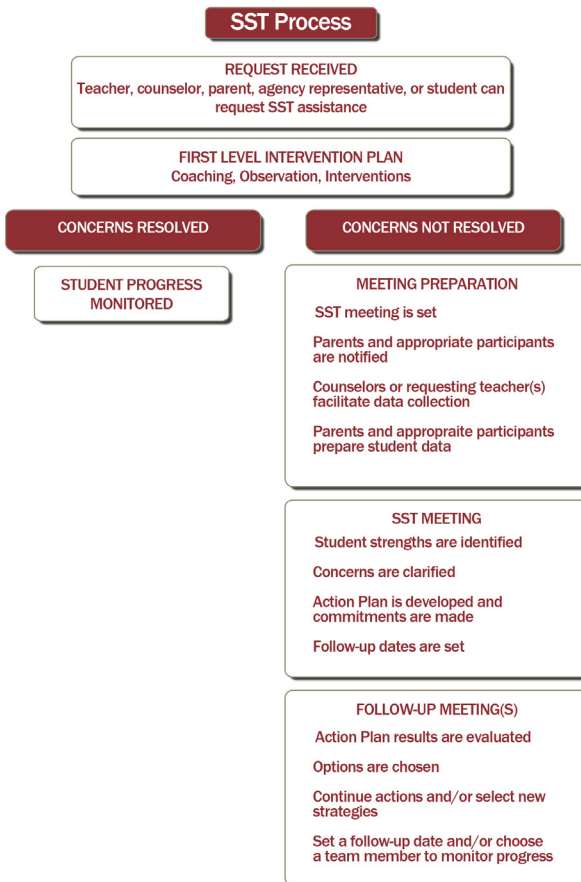 SST Process
REQUEST RECEIVED
Teacher, counselor, parent, agency representative, or student can
request SST assistance
FIRST LEVEL INTERVENTION PLAN
Coaching, Observation, Interventions
CONCERNS RESOLVED
STUDENT PROGRESS
MONITORED
CONCERNS NOT RESOLVED
MEETING PREPARATION
SST meeting is set
Parents and appropriate participants
are notified
Counselors or requesting teacher(s)
facilitate data collection
Parents and appropraite participants
prepare student data
SST MEETING
Student strengths are identified
Concerns are clarified
Action Plan is developed and
commitments are made
Follow-up dates are set
FOLLOW-UP MEETING(S)
Action Plan results are evaluated
Options are chosen
Continue actions and/or select new
strategies
Set a follow-up date and/or choose
a team member to monitor progress